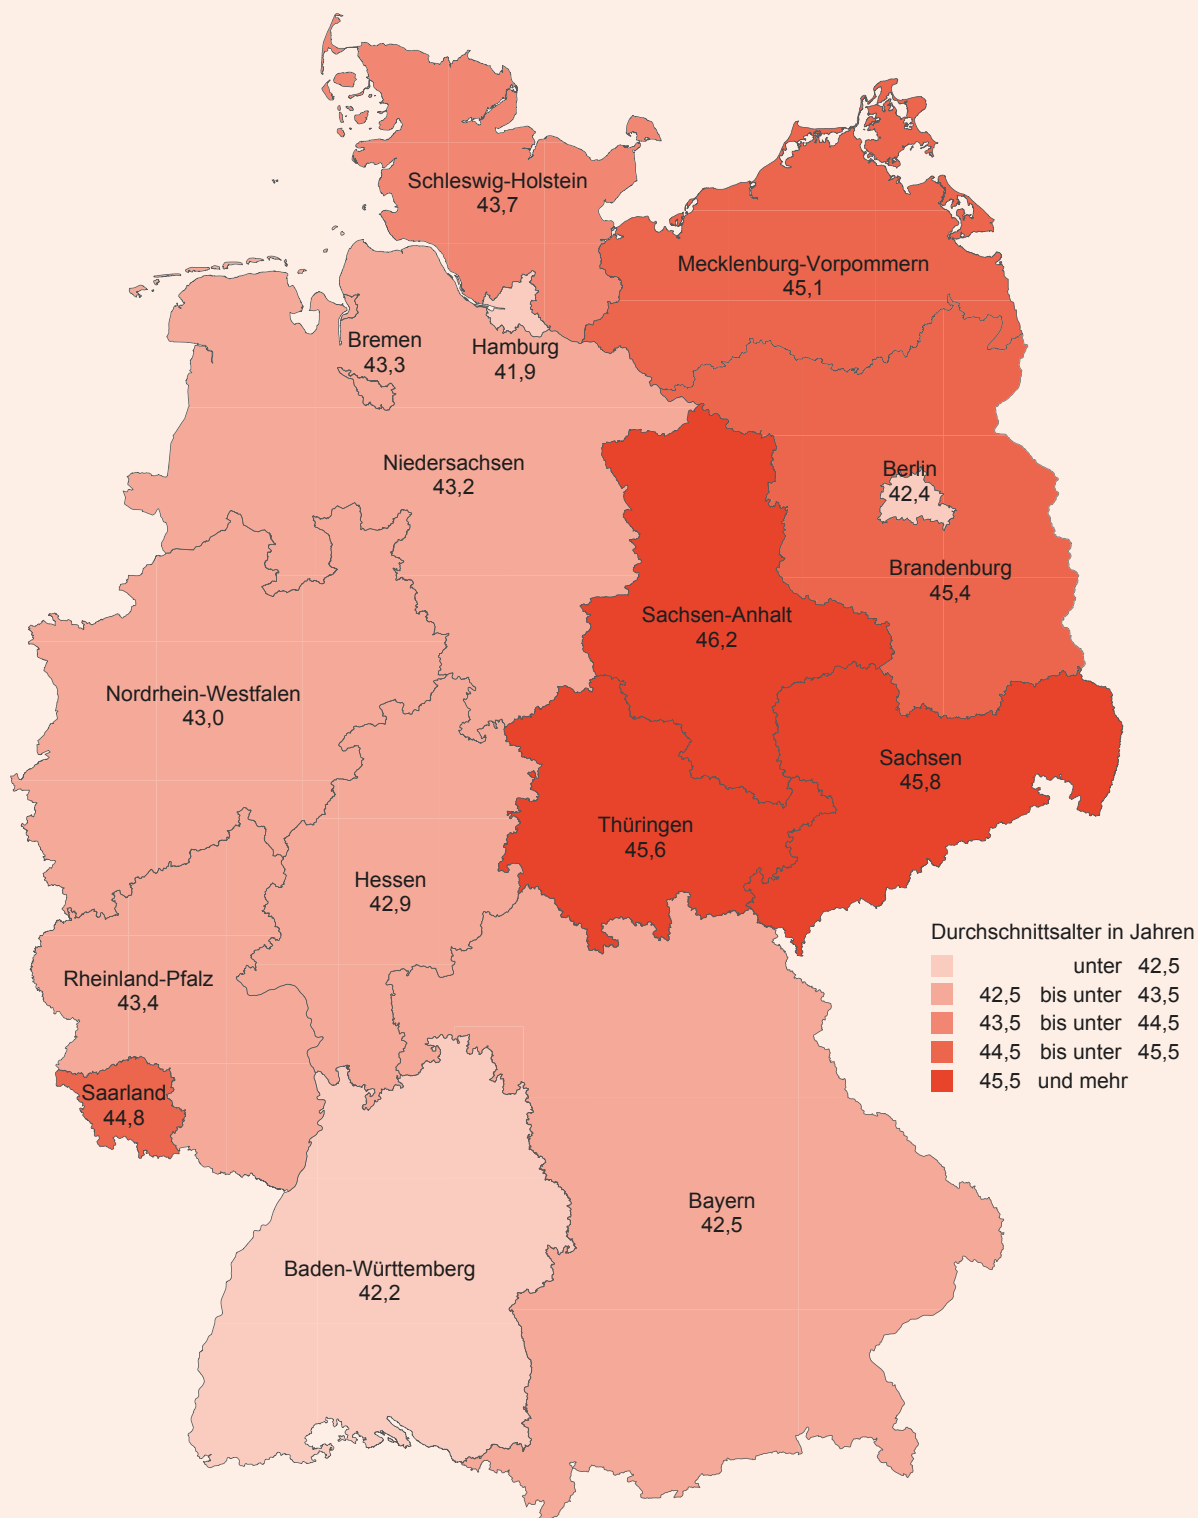 Schleswig-Holstein
43,7
Mecklenburg-Vorpommern
45,1
Bremen
43,3
Hamburg
41,9
Niedersachsen
43,2
Berlin
42,4
Brandenburg
45,4
Sachsen-Anhalt
46,2
Nordrhein-Westfalen
43,0
Sachsen
45,8
Thüringen
45,6
Hessen
42,9
Rheinland-Pfalz
43,4
Saarland
44,8
Bayern
42,5
Baden-Württemberg
42,2
Durchschnittsalter in Jahren
unter 42,5
42,5 bis unter 43,5
43,5 bis unter 44,5
44,5 bis unter 45,5
45,5 und mehr